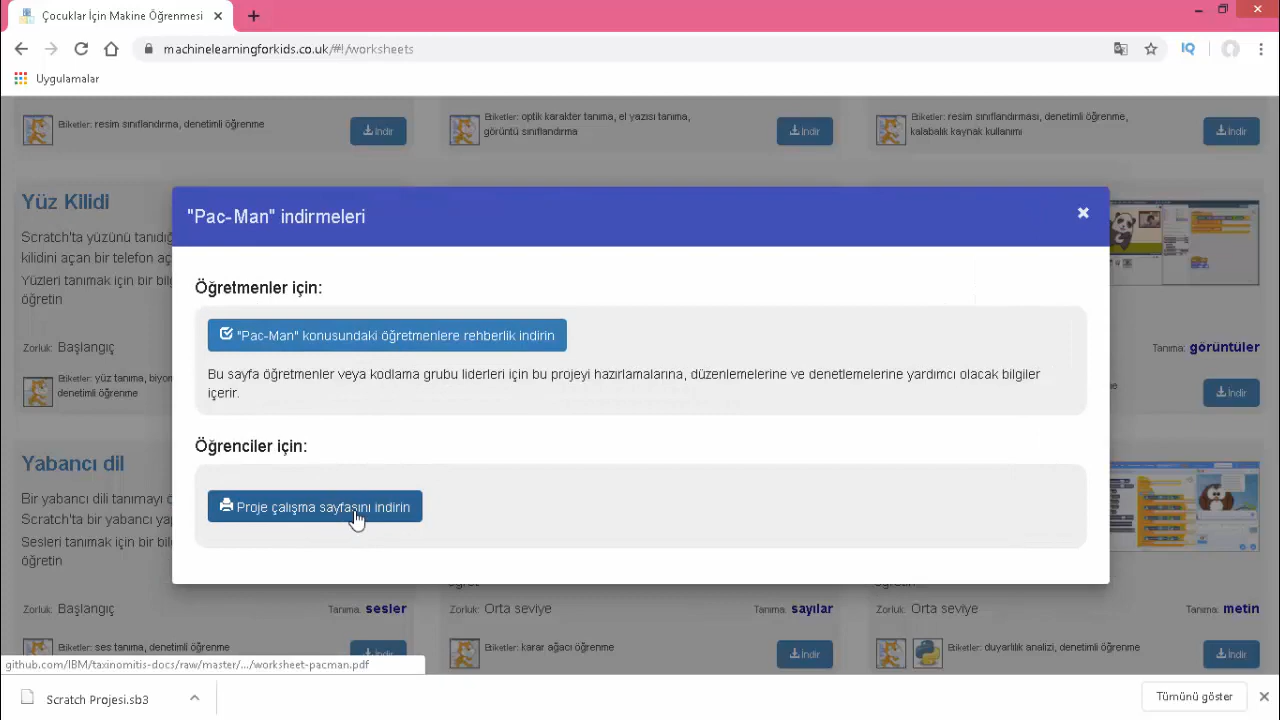 Çocuklar İçin Makine Öğrenmesi
machinelearningforkids.co.uk/#!/worksheets
IQ
Uygulamalar
Etiketler: resim sınıflandırma, denetimli öğrenme
İndir
Etiketler: optik karakter tanıma, el yazısı tanıma,
görüntü sınıflandırma
İndir
Etiketler: resim sınıflandırması, denetimli öğrenme,
kalabalık kaynak kullanımı
İndir
Yüz Kilidi
Scratch'ta yüzünü tanıdığ
kilidini açan bir telefon aç
Yüzleri tanımak için bir bilg
öğretin
Zorluk: Başlangıç
Etiketler: yüz tanıma, biyom
denetimli öğrenme
"Pac-Man" indirmeleri
Öğretmenler için:
"Pac-Man" konusundaki öğretmenlere rehberlik indirin
Bu sayfa öğretmenler veya kodlama grubu liderleri için bu projeyi hazırlamalarına, düzenlemelerine ve denetlemelerine yardımcı olacak bilgiler
içerir.
Öğrenciler için:
Proje çalışma sayfasını indirin
Tanıma: görüntüler
İndir
Yabancı dil
Bir yabancı dili tanımayı ö
Scratch'ta bir yabancı yap
Sesleri tanımak için bir bilg
öğretin
Zorluk: Başlangıç
Tanıma: sesler
Etiketler: ses tanıma, denetimli öğrenme
İndir
Zorluk: Orta seviye
Tanıma: sayılar
Etiketler: karar ağacı öğrenme
İndir
Zorluk: Orta seviye
Tanıma: metin
Etiketler: duyarlılık analizi, denetimli öğrenme
İndir
github.com/IBM/taxinomitis-docs/raw/master/.../worksheet-pacman.pdf
Scratch Projesi.sb3
Tümünü göster